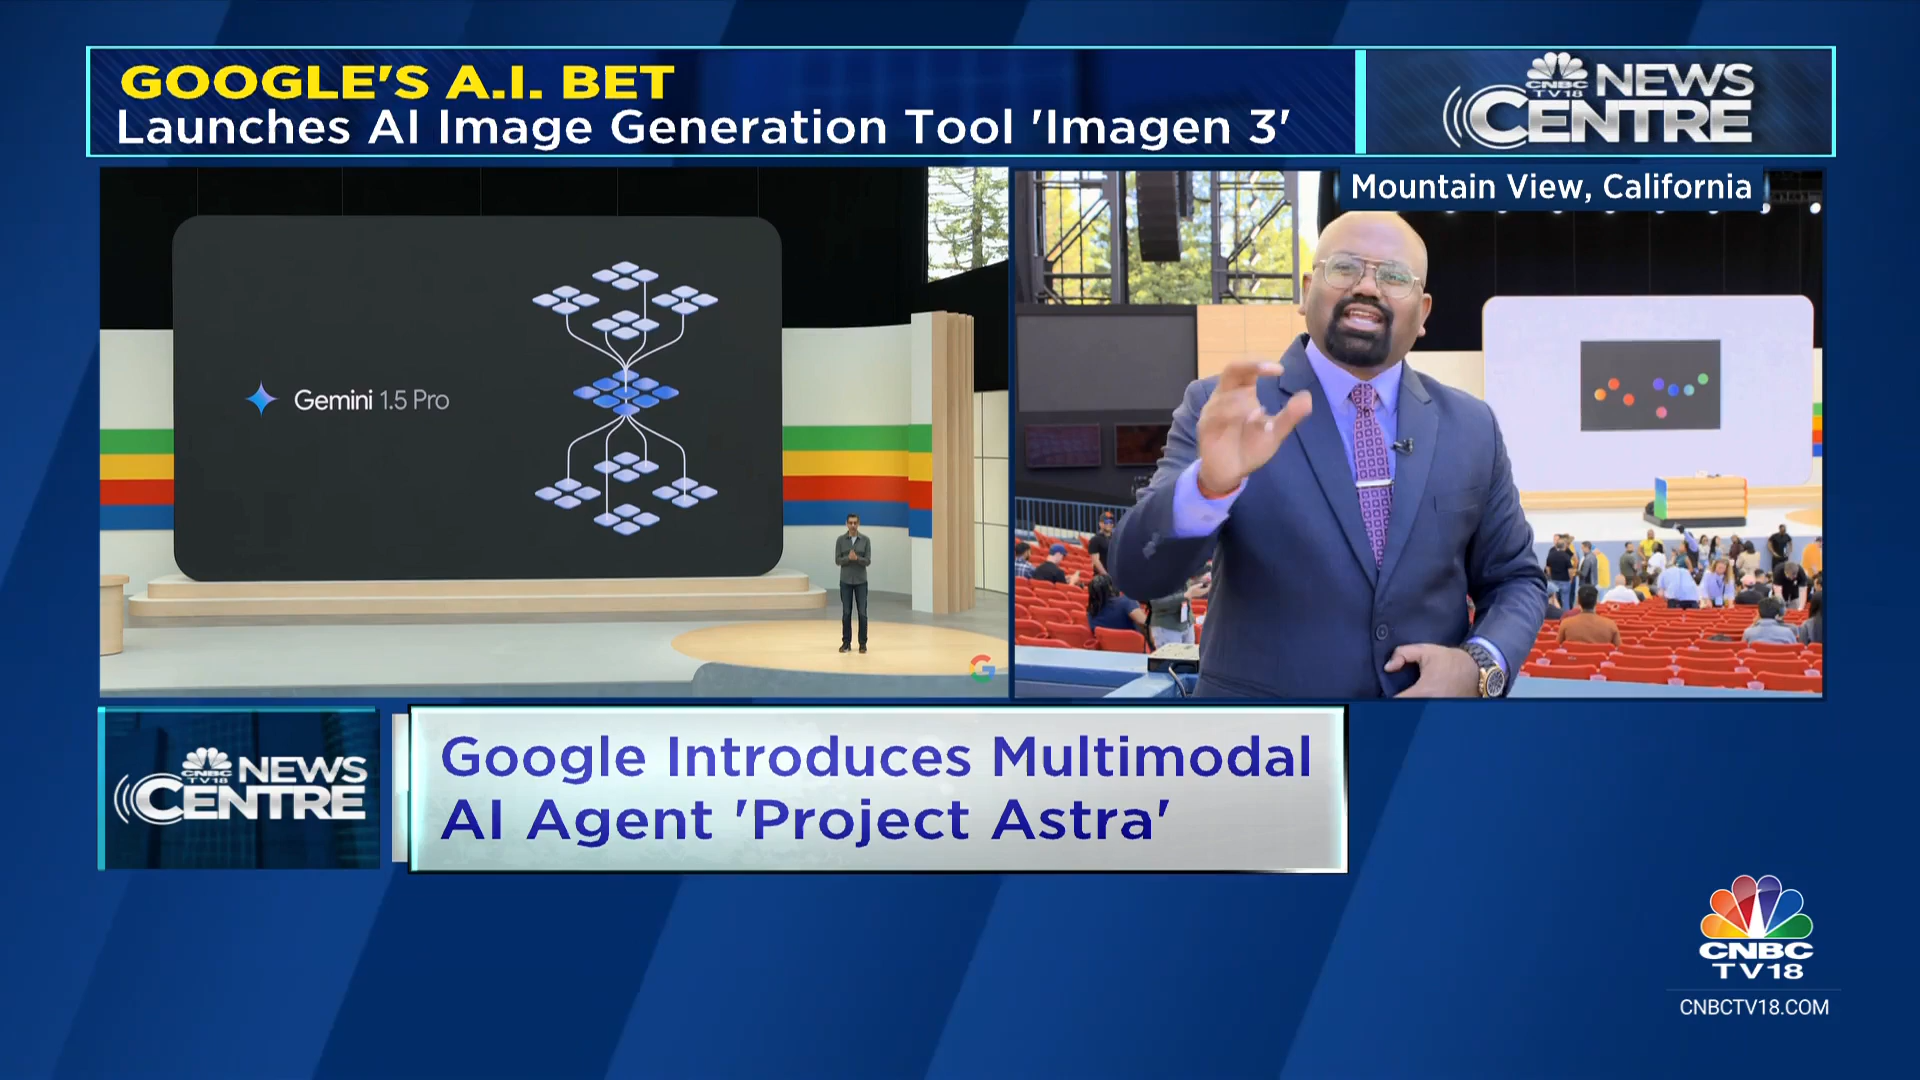 GOOGLE'S A.I. BET
Launches AI Image Generation Tool 'Imagen 3'
CNBC TV18 NEWS CENTRE
Mountain View, California
Gemini 1.5 Pro
G
CNBC TV18 NEWS CENTRE
Google Introduces Multimodal
AI Agent 'Project Astra'
CNBC
TV18
CNBCTV18.COM